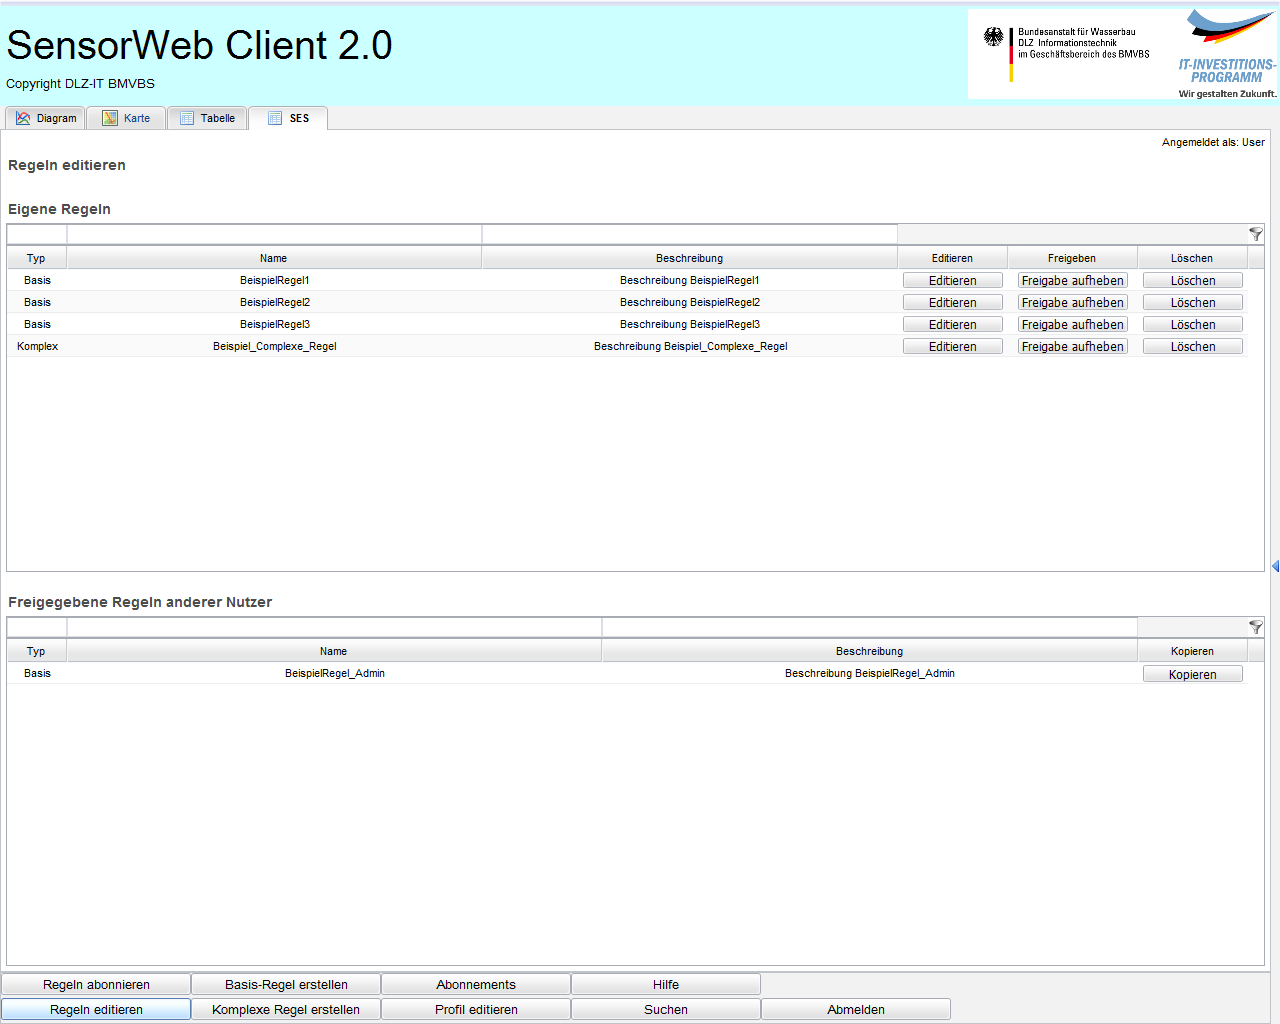 SensorWeb Client 2.0
Copyright DLZ-IT BMVBS
Bundesanstalt für Wasserbau
DLZ Informationstechnik
im Geschäftsbereich des BMVBS
IT-INVESTITIONS-
PROGRAMM
Wir gestalten Zukunft.
Diagram Karte Tabelle SES
Angemeldet als: User
Regeln editieren
Eigene Regeln
Typ Name Beschreibung Editieren Freigeben Löschen
Basis BeispielRegel1 Beschreibung BeispielRegel1 Editieren Freigabe aufheben Löschen
Basis BeispielRegel2 Beschreibung BeispielRegel2 Editieren Freigabe aufheben Löschen
Basis BeispielRegel3 Beschreibung BeispielRegel3 Editieren Freigabe aufheben Löschen
Komplex Beispiel_Complexe_Regel Beschreibung Beispiel_Complexe_Regel Editieren Freigabe aufheben Löschen
Freigegebene Regeln anderer Nutzer
Typ Name Beschreibung Kopieren
Basis BeispielRegel_Admin Beschreibung BeispielRegel_Admin Kopieren
Regeln abonnieren Basis-Regel erstellen Abonnements Hilfe
Regeln editieren Komplexe Regel erstellen Profil editieren Suchen Abmelden